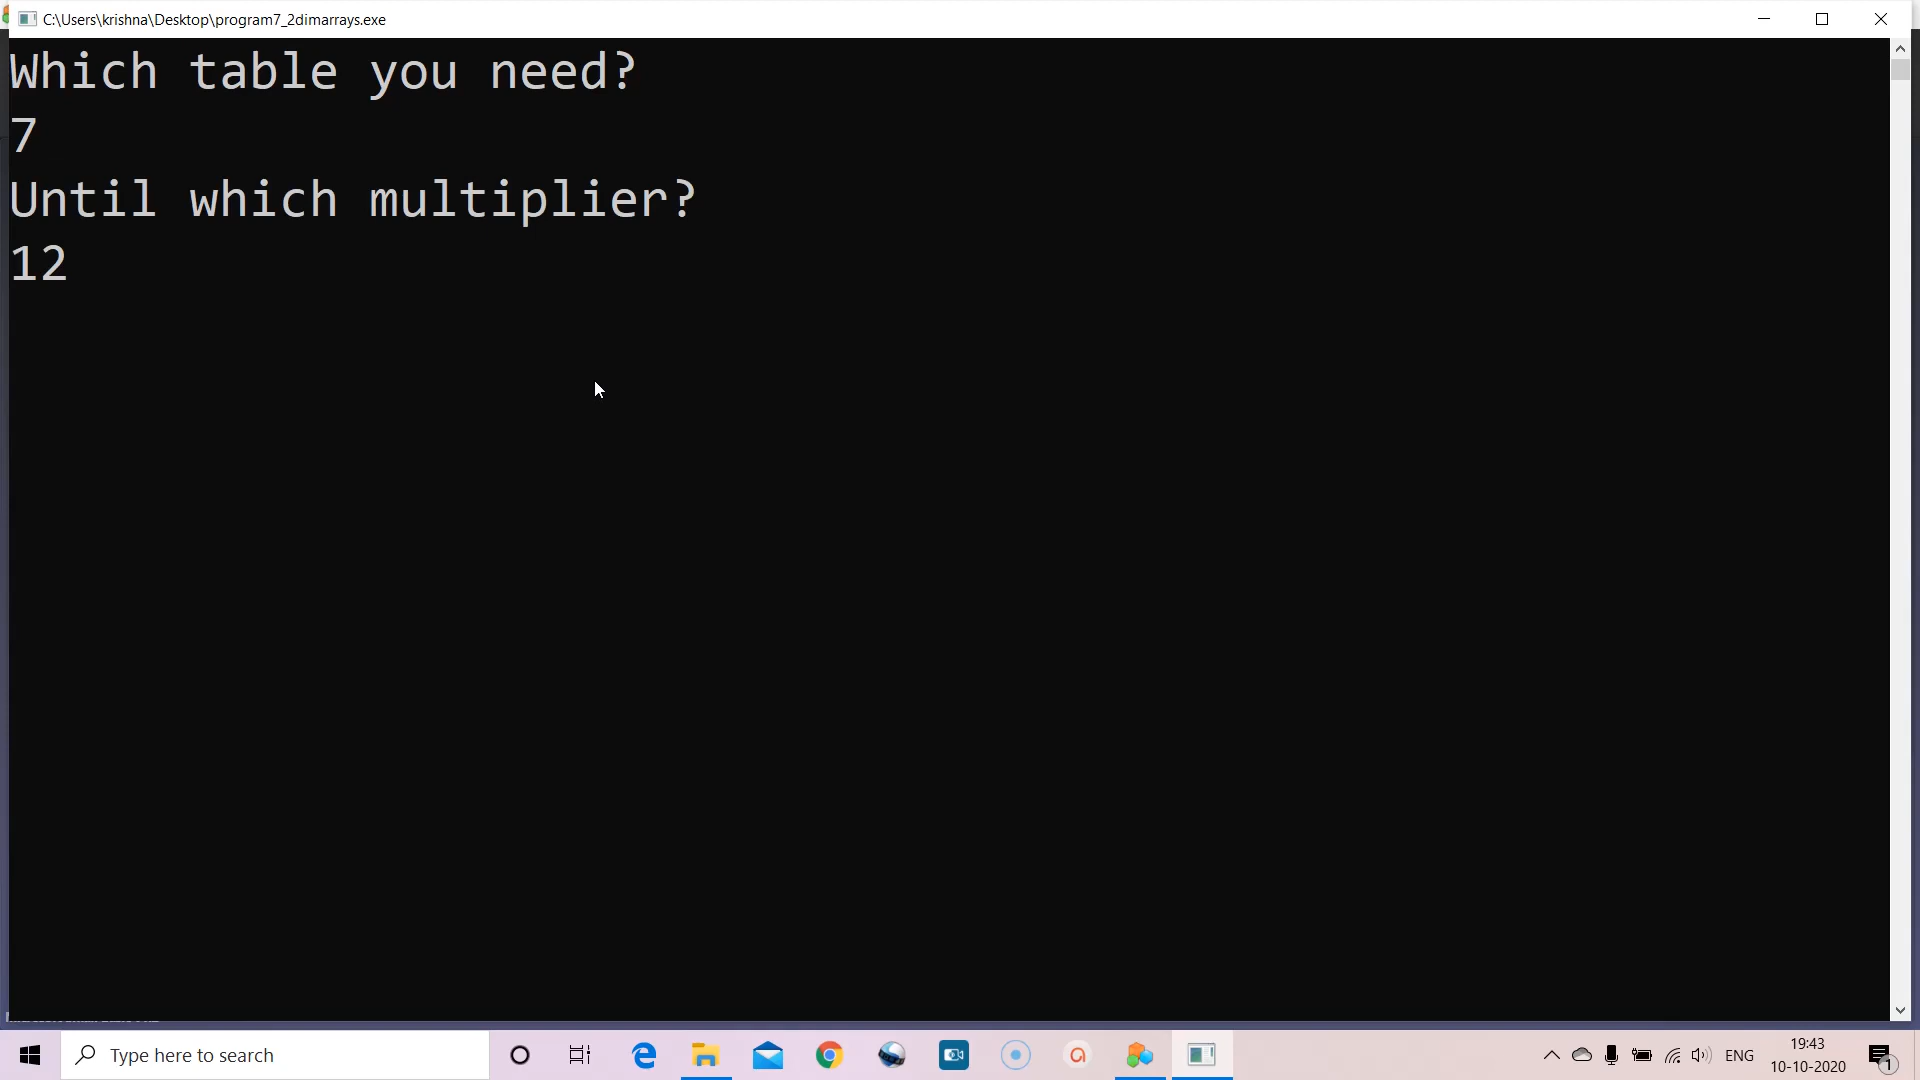 C:\Users\krishna\Desktop\program7_2dimarrays.exe
Which table you need?
7
Until which multiplier?
12
Type here to search
ENG
19:43
10-10-2020
1